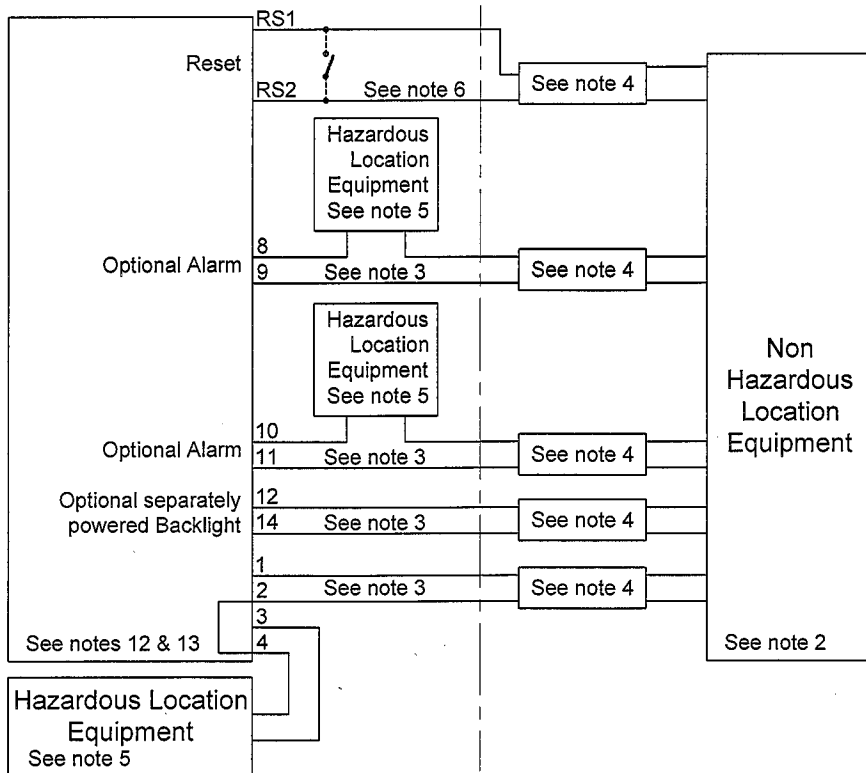 RS1
Reset
RS2
See note 6
See note 4
Hazardous
Location
Equipment
See note 5
8
Optional Alarm
9
See note 3
See note 4
Hazardous
Location
Equipment
See note 5
10
Optional Alarm
11
See note 3
See note 4
Optional separately
powered Backlight
12
14
See note 3
See note 4
1
2
See note 3
See note 4
3
4
See notes 12 & 13
Non
Hazardous
Location
Equipment
See note 2
Hazardous Location
Equipment
See note 5